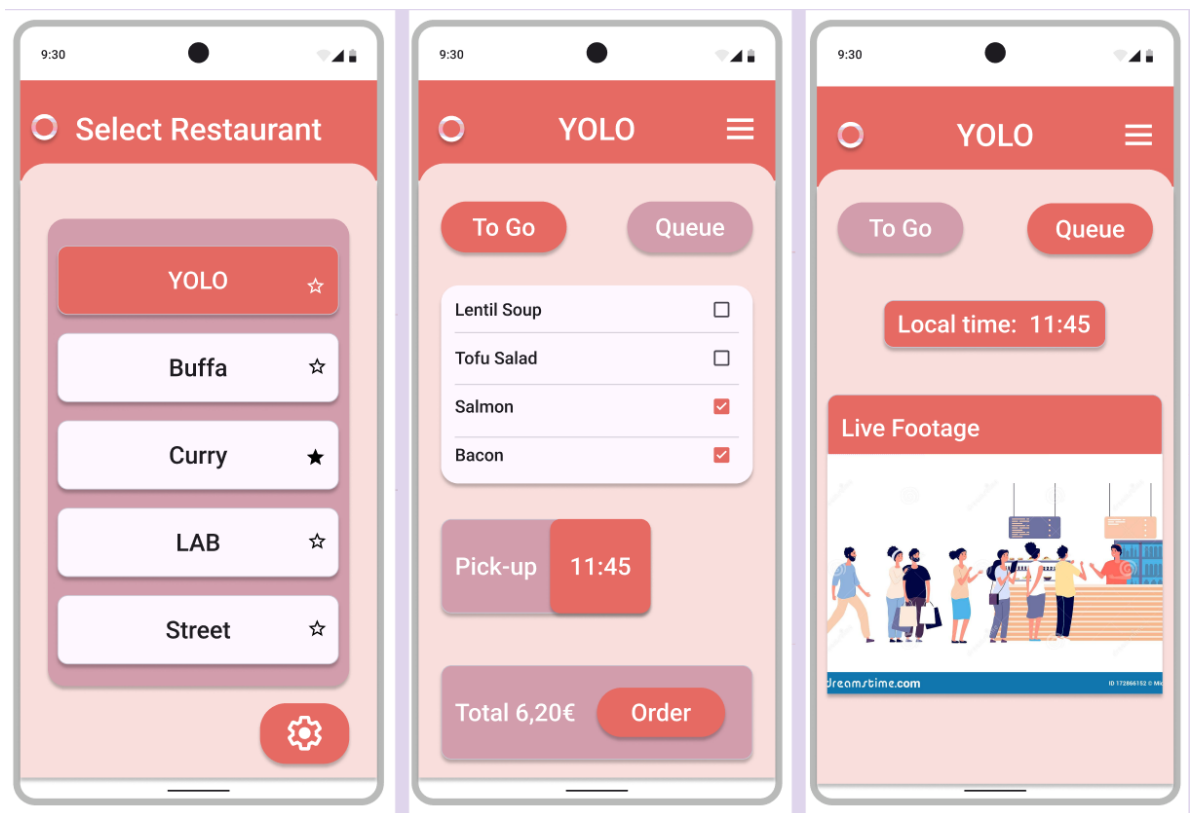 9:30
Select Restaurant
YOLO
Buffa
Curry
LAB
Street
9:30
YOLO
To Go
Queue
Lentil Soup
Tofu Salad
Salmon
Bacon
Pick-up
11:45
Total 6,20€
Order
9:30
YOLO
To Go
Queue
Local time: 11:45
Live Footage
dreamstime.com